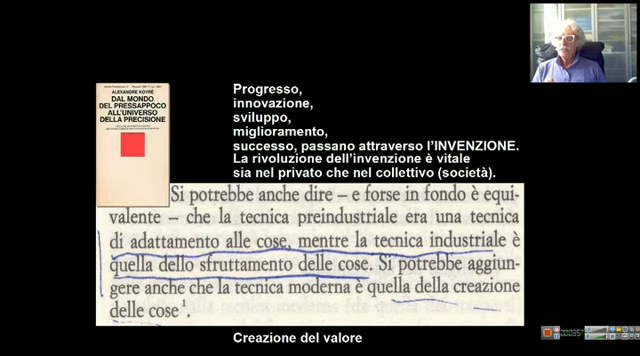 ALEXANDRE KOYRÉ
DAL MONDO
DEL PRESSAPPOCO
ALL'UNIVERSO
DELLA PRECISIONE
Progresso,
innovazione,
sviluppo,
miglioramento,
successo, passano attraverso l'INVENZIONE.
La rivoluzione dell'invenzione è vitale
sia nel privato che nel collettivo (società).
Si potrebbe anche dire – e forse in fondo è equi-
valente – che la tecnica preindustriale era una tecnica
di adattamento alle cose, mentre la tecnica industriale è
quella dello sfruttamento delle cose. Si potrebbe aggiun-
gere anche che la tecnica moderna è quella della creazione
delle cose¹.
Creazione del valore